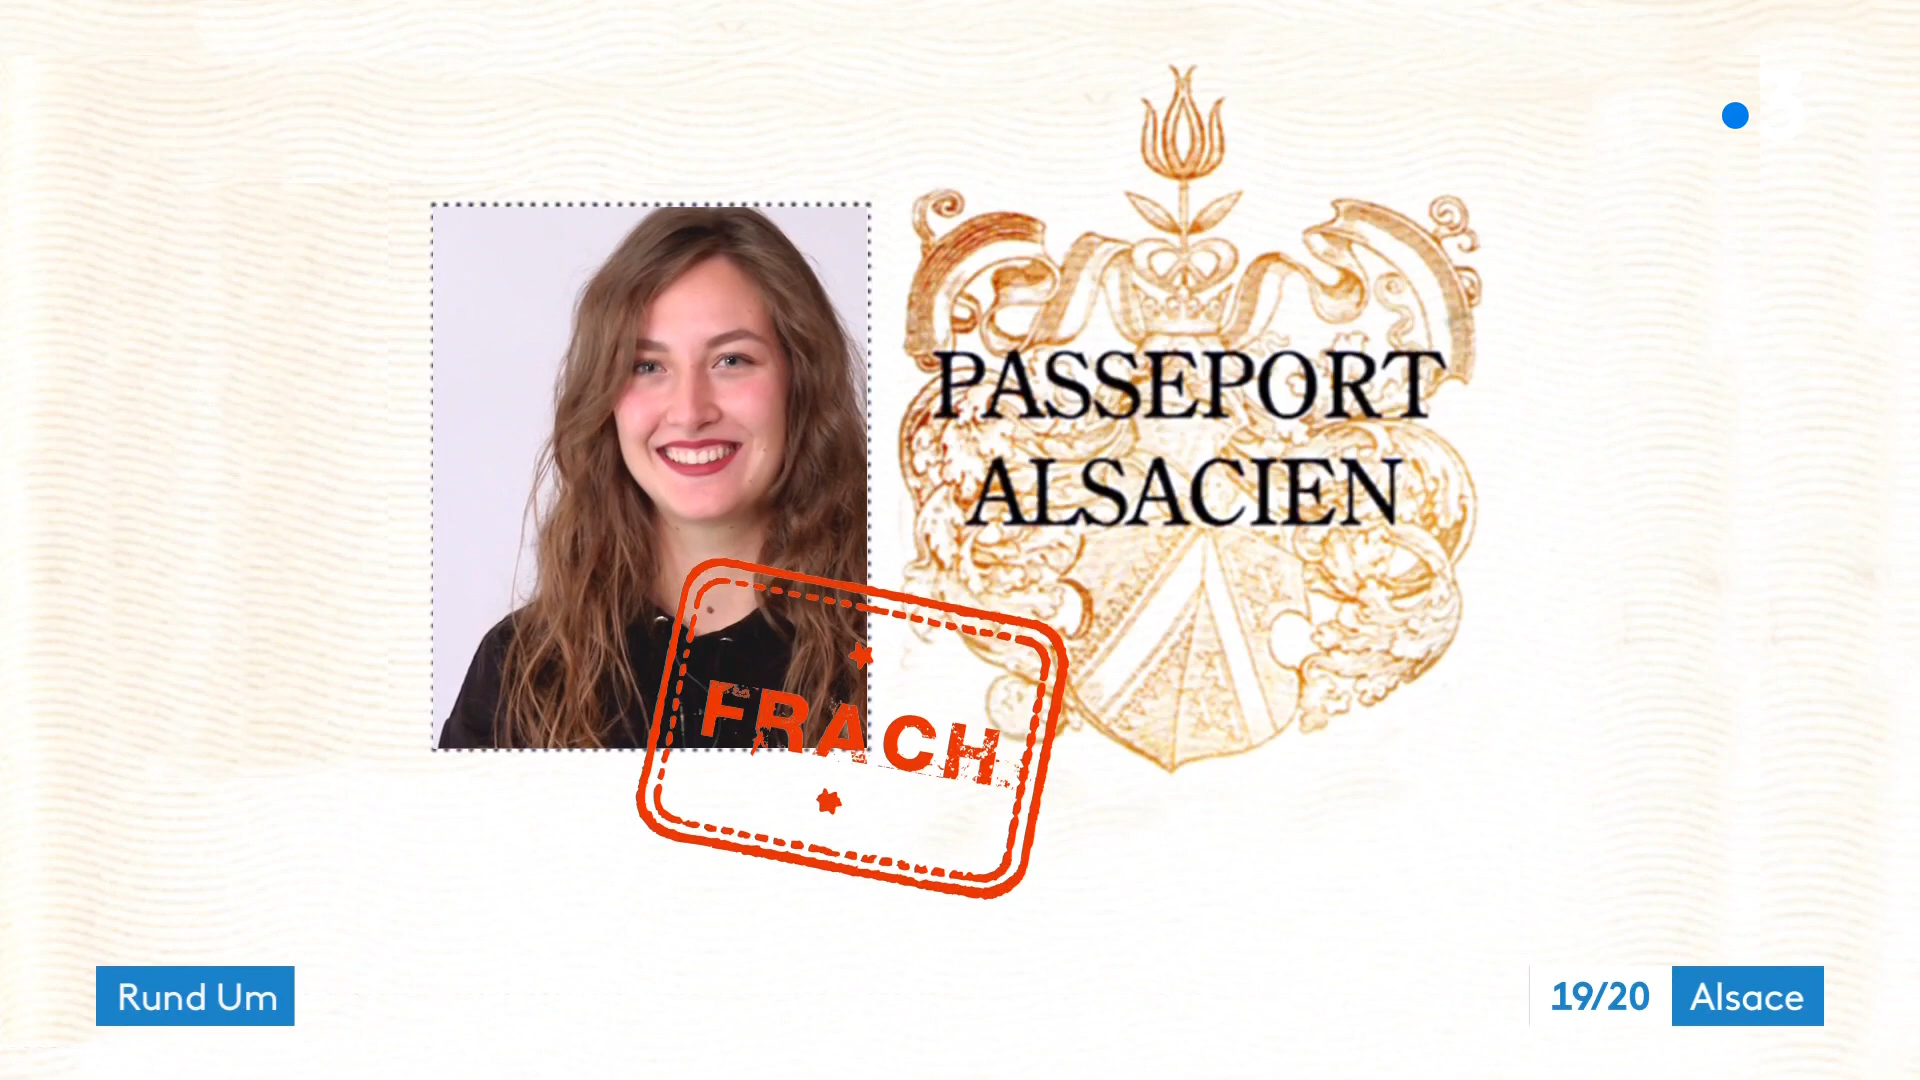 PASSEPORT
ALSACIEN
FRACH
Rund Um
19/20 Alsace